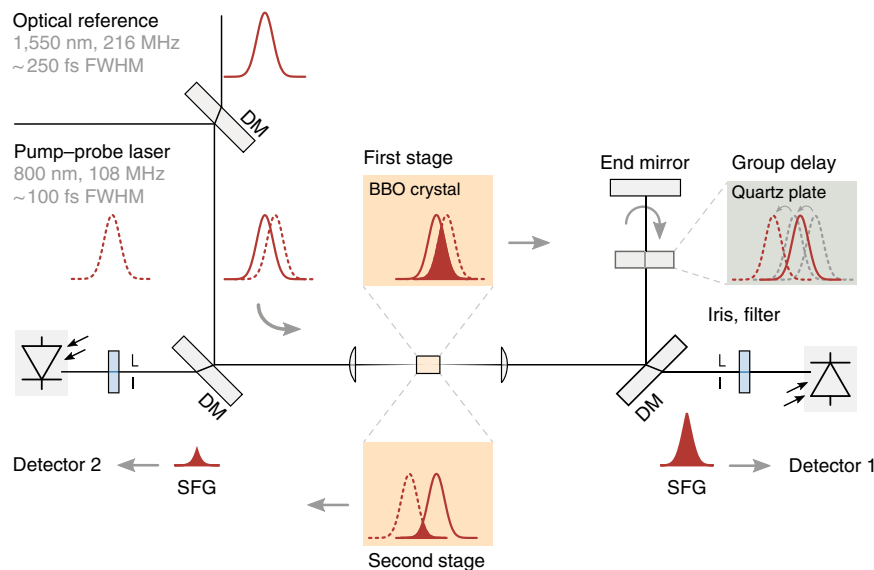 Optical reference
1,550 nm, 216 MHz
~250 fs FWHM
DM
Pump–probe laser
800 nm, 108 MHz
~100 fs FWHM
First stage
BBO crystal
End mirror
Group delay
Quartz plate
Iris, filter
DM
DM
Detector 2
SFG
SFG
Detector 1
Second stage